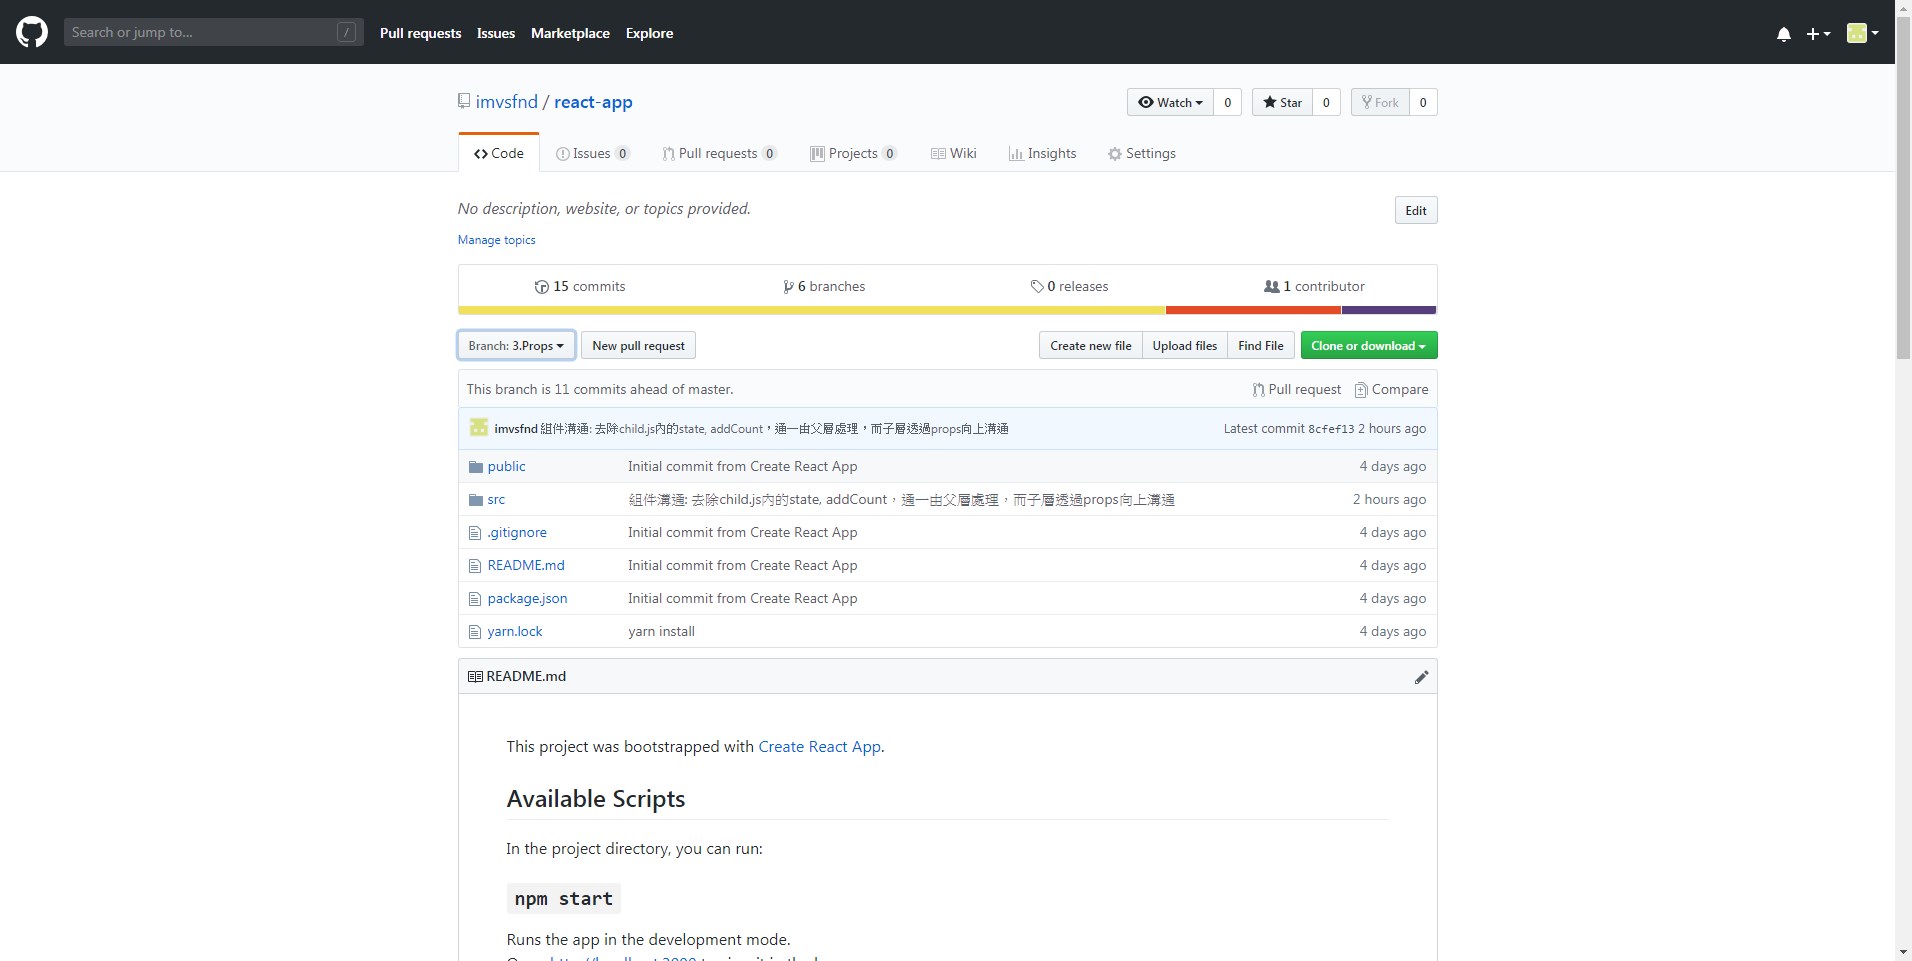 Search or jump to... /
Pull requests Issues Marketplace Explore
imvsfnd / react-app
Watch 0 Star 0 Fork 0
Code Issues 0 Pull requests 0 Projects 0 Wiki Insights Settings
No description, website, or topics provided.
Edit
Manage topics
15 commits 6 branches 0 releases 1 contributor
Branch: 3.Props New pull request Create new file Upload files Find File Clone or download
This branch is 11 commits ahead of master. Pull request Compare
imvsfnd 組件溝通: 去除child.js內的state, addCount，通一由父層處理，而子層透過props向上溝通 Latest commit 8cfef13 2 hours ago
public Initial commit from Create React App 4 days ago
src 組件溝通: 去除child.js內的state, addCount，通一由父層處理，而子層透過props向上溝通 2 hours ago
.gitignore Initial commit from Create React App 4 days ago
README.md Initial commit from Create React App 4 days ago
package.json Initial commit from Create React App 4 days ago
yarn.lock yarn install 4 days ago
README.md
This project was bootstrapped with Create React App.
Available Scripts
In the project directory, you can run:
npm start
Runs the app in the development mode.